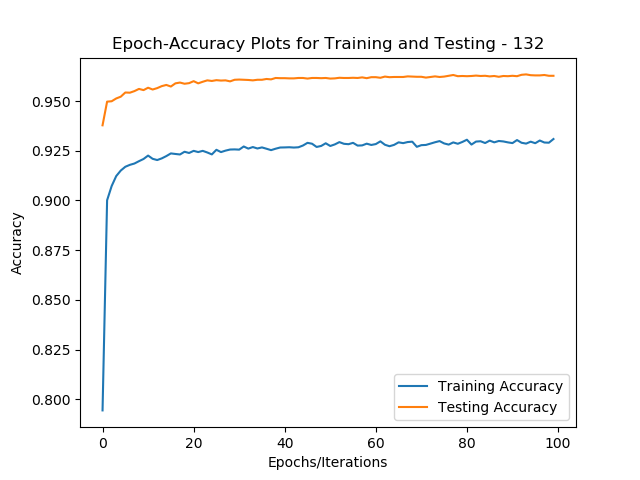 Epoch-Accuracy Plots for Training and Testing - 132
Accuracy
0.950
0.925
0.900
0.875
0.850
0.825
0.800
0
20
40
60
80
100
Epochs/Iterations
Training Accuracy
Testing Accuracy